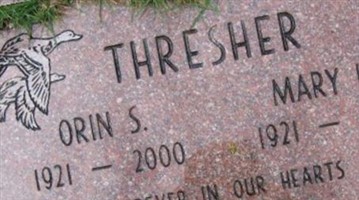 THRESHER
ORIN S. MARY
1921 - 2000 1921 -
IN OUR HEARTS